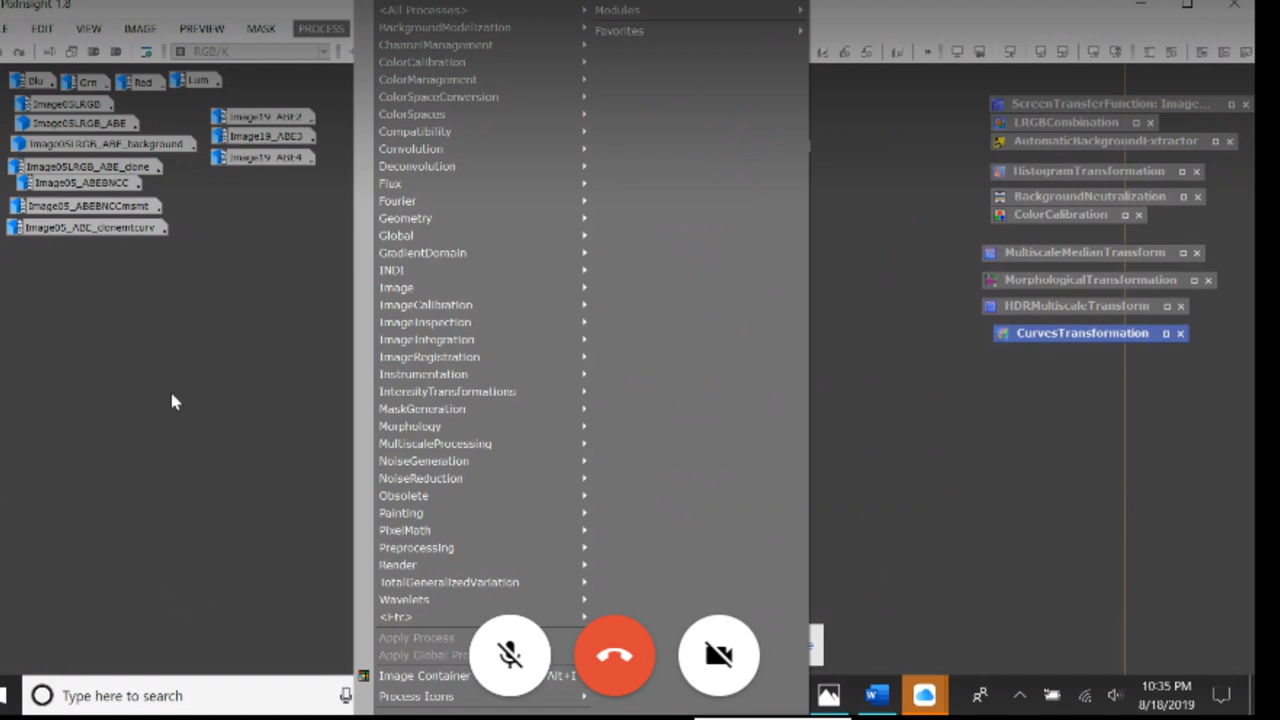 PixInsight 1.8
EDIT VIEW IMAGE PREVIEW MASK PROCESS
RGB/K
Blu Grn Red Lum
Image05LRGB
Image05LRGB_ABE
Image05LRGB_ABE_background
Image05LRGB_ABE_done
Image05_ABEBNCC
Image05_ABEBNCCmsmt
Image05_ABE_donemtcurv
Image19_ABE2
Image19_ABE3
Image19_ABE4
<All Processes>
BackgroundModelization
ChannelManagement
ColorCalibration
ColorManagement
ColorSpaceConversion
ColorSpaces
Compatibility
Convolution
Deconvolution
Flux
Fourier
Geometry
Global
GradientDomain
INDI
Image
ImageCalibration
ImageInspection
ImageIntegration
ImageRegistration
Instrumentation
IntensityTransformations
MaskGeneration
Morphology
MultiscaleProcessing
NoiseGeneration
NoiseReduction
Obsolete
Painting
PixelMath
Preprocessing
Render
TotalGeneralizedVariation
Wavelets
<Etc>
Apply Process
Apply Global Pro
Image Container Alt+I
Process Icons
Modules
Favorites
ScreenTransferFunction: Image...
LRGBCombination
AutomaticBackgroundExtractor
HistogramTransformation
BackgroundNeutralization
ColorCalibration
MultiscaleMedianTransform
MorphologicalTransformation
HDRMultiscaleTransform
CurvesTransformation
Type here to search
10:35 PM
8/18/2019